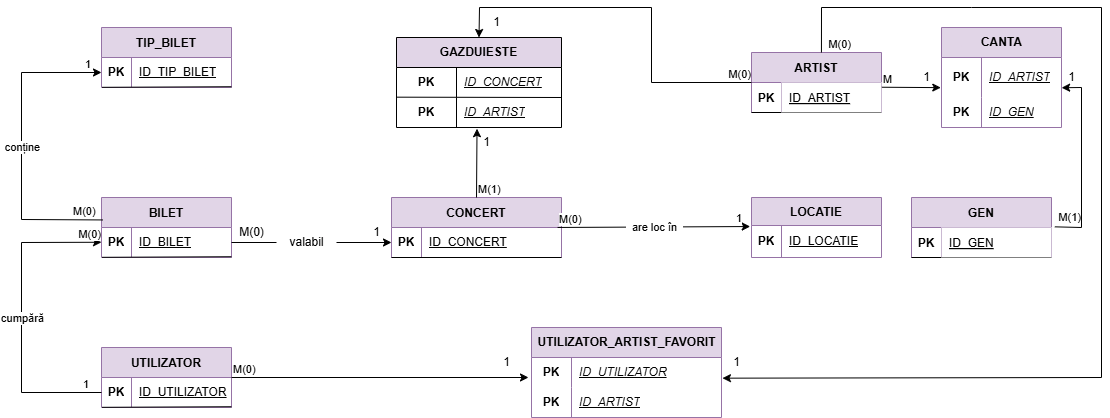 TIP_BILET
PK ID_TIP_BILET
1
conține
M(0)
BILET
PK ID_BILET
M(0)
M(0)
valabil
1
cumpără
1
UTILIZATOR
PK ID_UTILIZATOR
M(0)
1
GAZDUIESTE
PK ID_CONCERT
PK ID_ARTIST
1
1
M(1)
CONCERT
PK ID_CONCERT
M(0)
are loc în
1
LOCATIE
PK ID_LOCATIE
M(0)
M(0)
ARTIST
PK ID_ARTIST
M
1
CANTA
PK ID_ARTIST
PK ID_GEN
1
M(1)
GEN
PK ID_GEN
UTILIZATOR_ARTIST_FAVORIT
PK ID_UTILIZATOR
PK ID_ARTIST
1